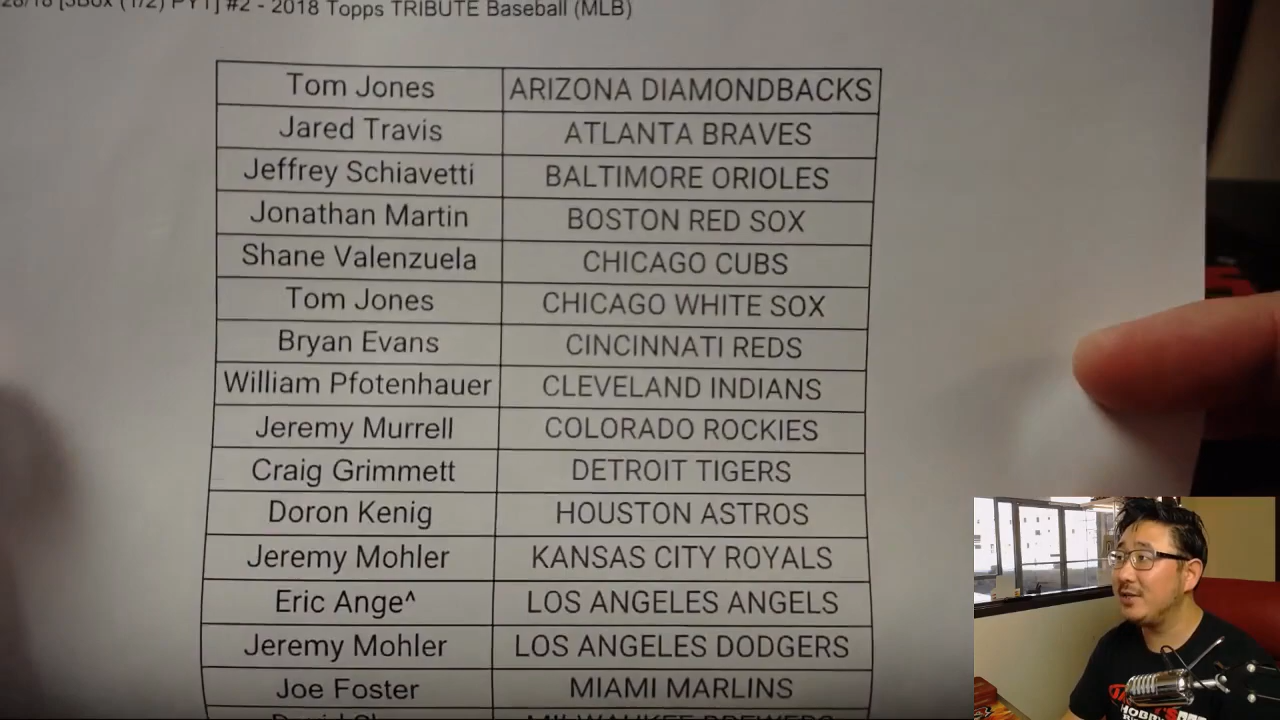 28/18 [3Box (1/2) PYT] #2 - 2018 Topps TRIBUTE Baseball (MLB)
Tom Jones ARIZONA DIAMONDBACKS
Jared Travis ATLANTA BRAVES
Jeffrey Schiavetti BALTIMORE ORIOLES
Jonathan Martin BOSTON RED SOX
Shane Valenzuela CHICAGO CUBS
Tom Jones CHICAGO WHITE SOX
Bryan Evans CINCINNATI REDS
William Pfotenhauer CLEVELAND INDIANS
Jeremy Murrell COLORADO ROCKIES
Craig Grimmett DETROIT TIGERS
Doron Kenig HOUSTON ASTROS
Jeremy Mohler KANSAS CITY ROYALS
Eric Ange^ LOS ANGELES ANGELS
Jeremy Mohler LOS ANGELES DODGERS
Joe Foster MIAMI MARLINS
David MILWAUKEE BREWERS
HOBB